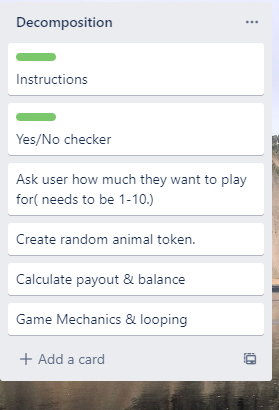 Decomposition
Instructions
Yes/No checker
Ask user how much they want to play
for( needs to be 1-10.)
Create random animal token.
Calculate payout & balance
Game Mechanics & looping
Add a card